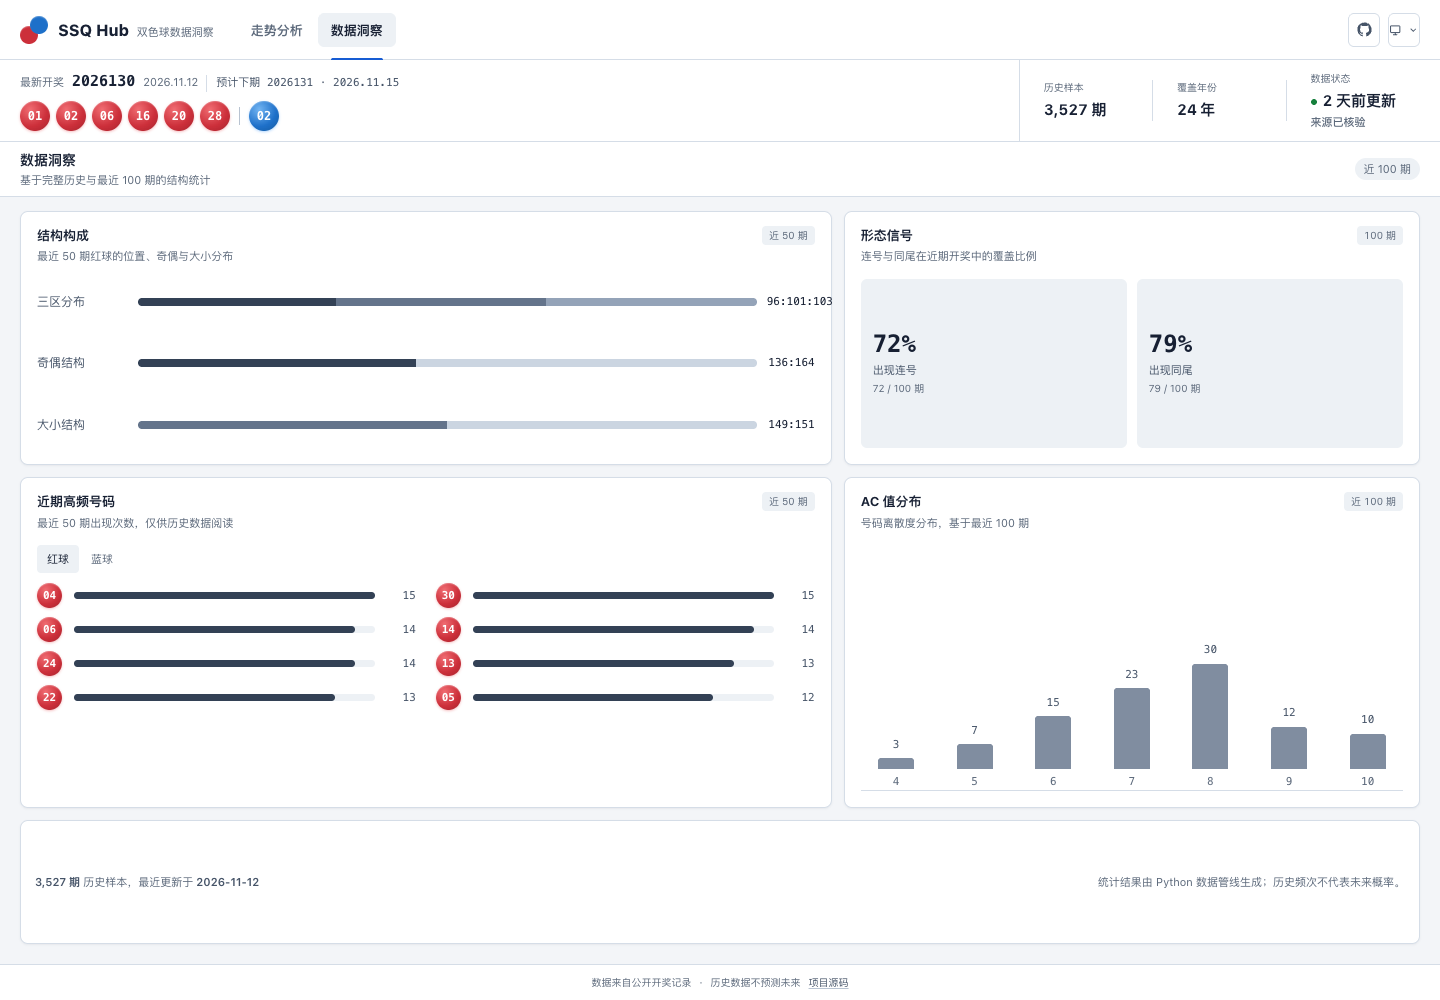 SSQ Hub 双色球数据洞察 走势分析 数据洞察
最新开奖 2026130 2026.11.12 预计下期 2026131 · 2026.11.15
01 02 06 16 20 28 02
历史样本
3,527 期
覆盖年份
24 年
数据状态
2 天前更新
来源已核验
数据洞察
基于完整历史与最近 100 期的结构统计
近 100 期
结构构成
近 50 期
最近 50 期红球的位置、奇偶与大小分布
三区分布 96:101:103
奇偶结构 136:164
大小结构 149:151
形态信号
100 期
连号与同尾在近期开奖中的覆盖比例
72%
出现连号
72 / 100 期
79%
出现同尾
79 / 100 期
近期高频号码
近 50 期
最近 50 期出现次数，仅供历史数据阅读
红球 蓝球
04 15 30 15
06 14 14 14
24 14 13 13
22 13 05 12
AC 值分布
近 100 期
号码离散度分布，基于最近 100 期
3 7 15 23 30 12 10
4 5 6 7 8 9 10
3,527 期 历史样本，最近更新于 2026-11-12
统计结果由 Python 数据管线生成；历史频次不代表未来概率。
数据来自公开开奖记录 · 历史数据不预测未来 项目源码